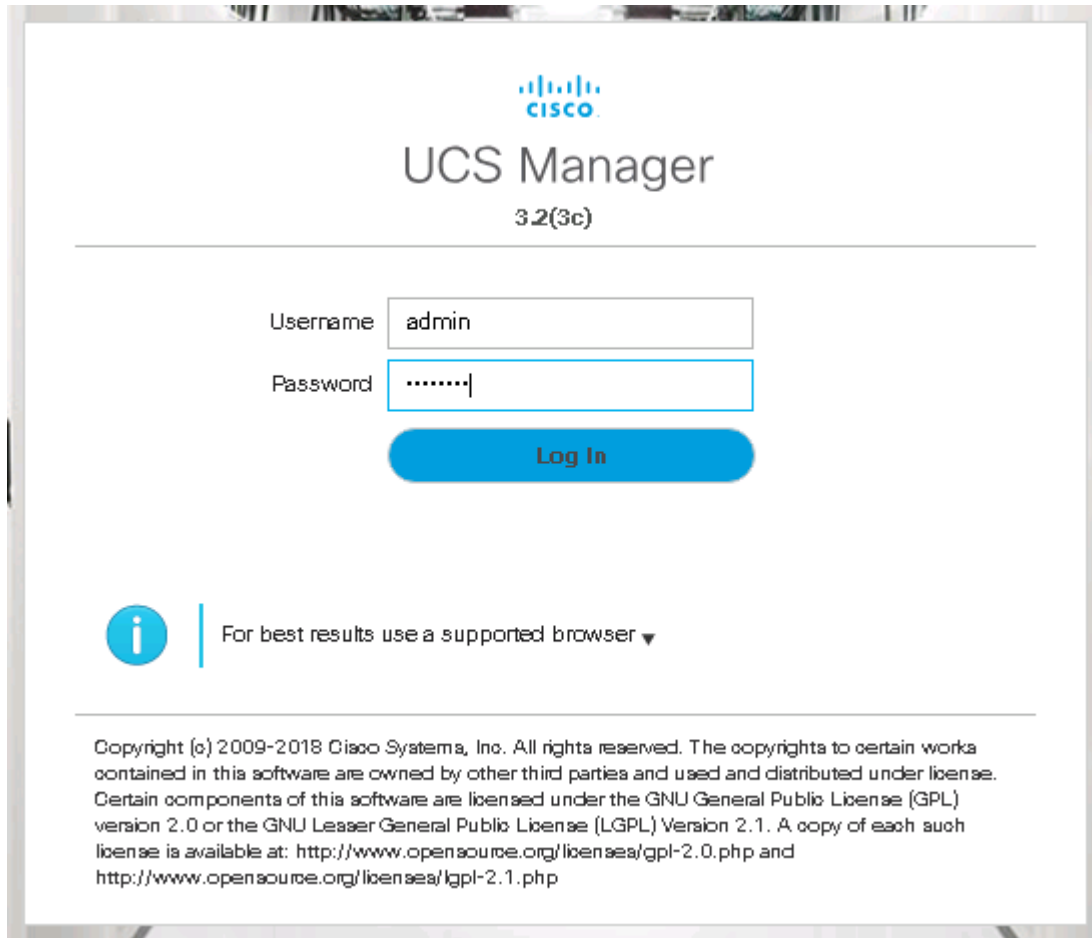 CISCO
UCS Manager
3.2(3c)
Username admin
Password ••••••••
Log In
For best results use a supported browser
Copyright (c) 2009-2018 Cisco Systems, Inc. All rights reserved. The copyrights to certain works
contained in this software are owned by other third parties and used and distributed under license.
Certain components of this software are licensed under the GNU General Public License (GPL)
version 2.0 or the GNU Lesser General Public License (LGPL) Version 2.1. A copy of each such
license is available at: http://www.opensource.org/licenses/gpl-2.0.php and
http://www.opensource.org/licenses/lgpl-2.1.php